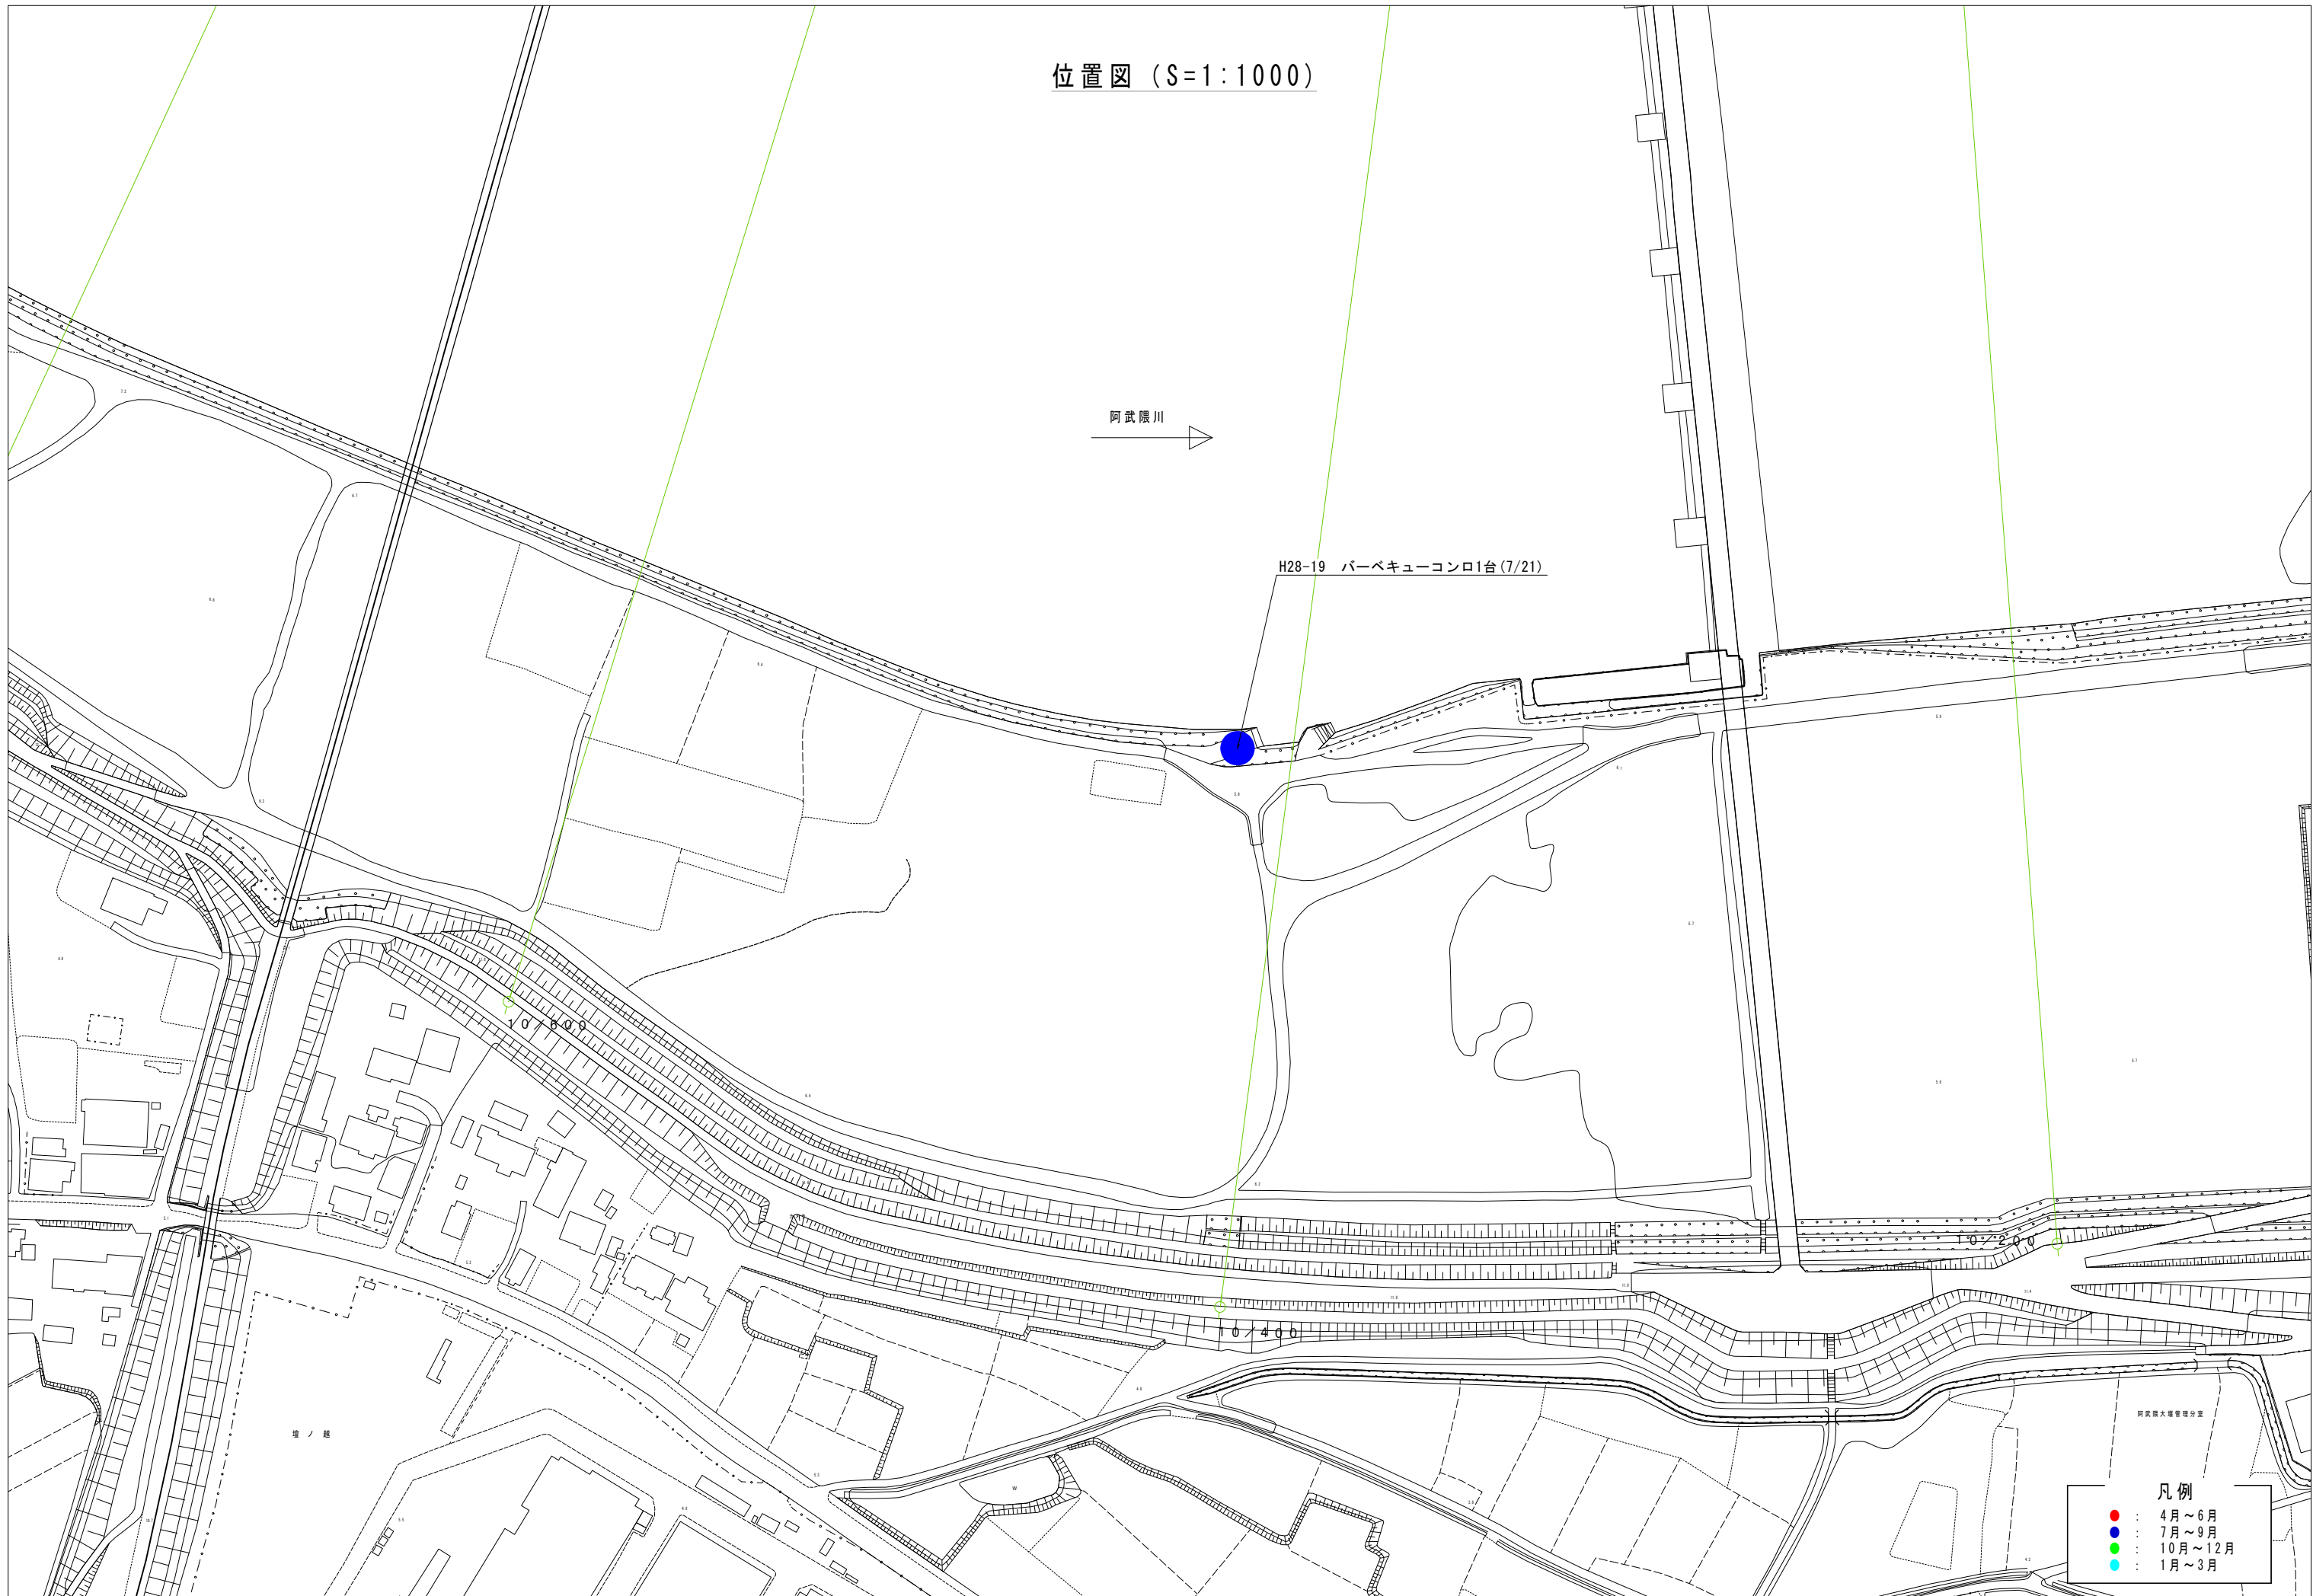 位置図 (S=1:1000)
阿武隈川
H28-19 バーベキューコンロ1台(7/21)
10/600
10/200
10/400
壇ノ越
阿武隈大堰管理分室
W
凡例
: 4月～6月
: 7月～9月
: 10月～12月
: 1月～3月